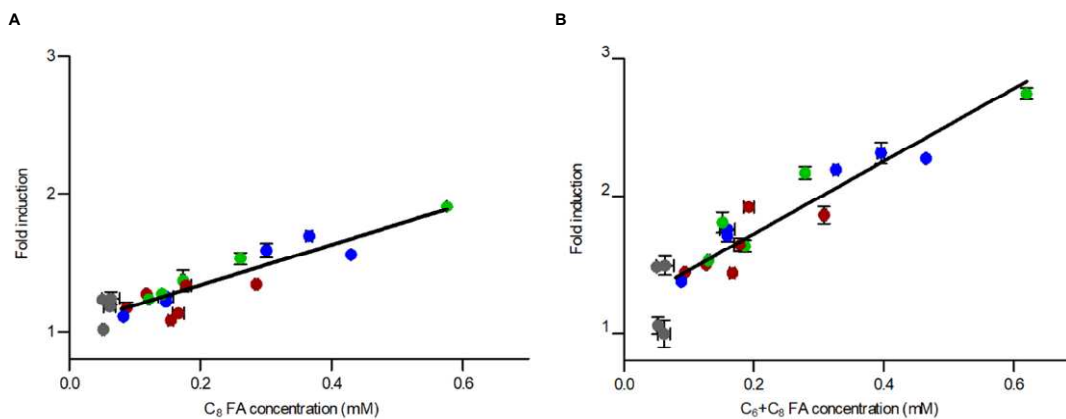 A
B
3
2
1
Fold induction
0.0
0.2
0.4
0.6
C₈ FA concentration (mM)
3
2
1
Fold induction
0.0
0.2
0.4
0.6
C₆+C₈ FA concentration (mM)